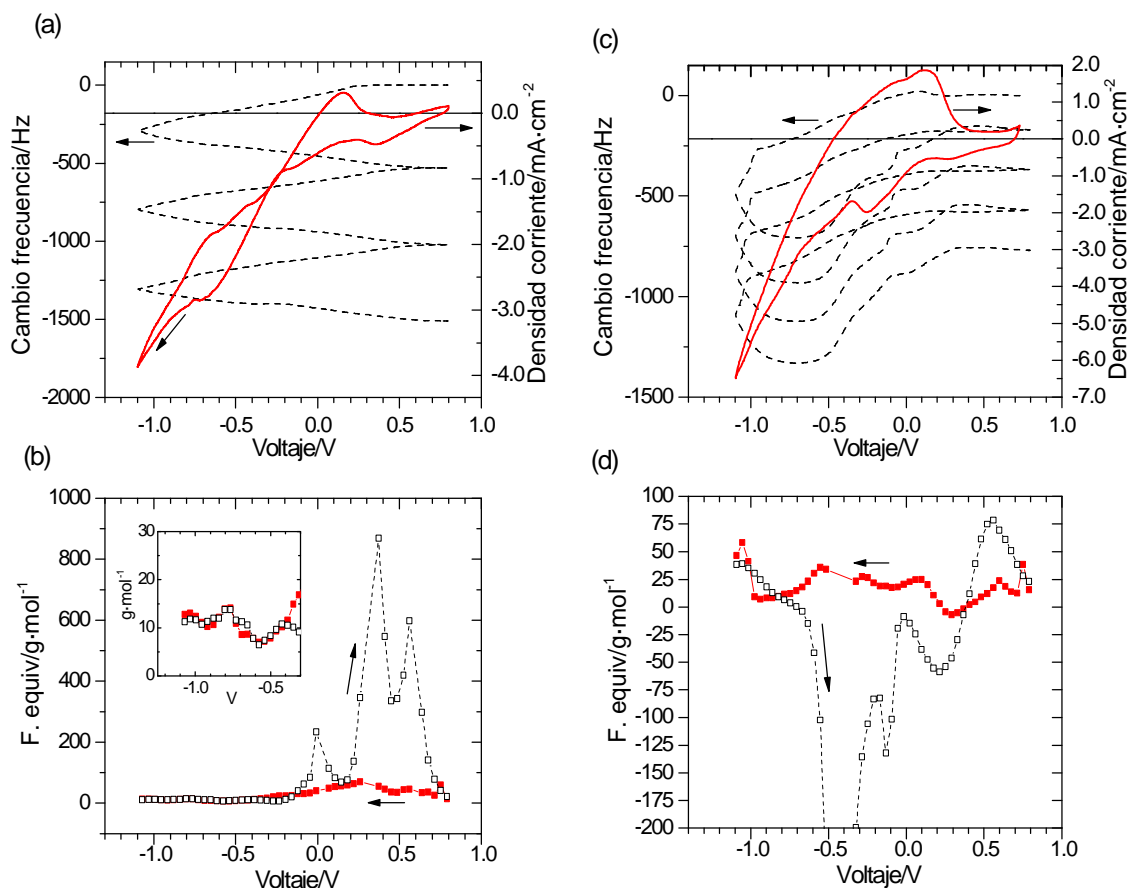 (a)
0
-500
-1000
-1500
-2000
Cambio frecuencia/Hz
0.0
-1.0
-2.0
-3.0
-4.0
Densidad corriente/mA·cm-2
-1.0 -0.5 0.0 0.5 1.0
Voltaje/V
(c)
0
-500
-1000
-1500
Cambio frecuencia/Hz
2.0
1.0
0.0
-1.0
-2.0
-3.0
-4.0
-5.0
-6.0
-7.0
Densidad corriente/mA·cm-2
-1.0 -0.5 0.0 0.5 1.0
Voltaje/V
(b)
1000
800
600
400
200
0
F. equiv/g·mol-1
30
20
10
0
g·mol-1
-1.0 -0.5
V
-1.0 -0.5 0.0 0.5 1.0
Voltaje/V
(d)
100
75
50
25
0
-25
-50
-75
-100
-125
-150
-175
-200
F. equiv/g·mol-1
-1.0 -0.5 0.0 0.5 1.0
Voltaje/V